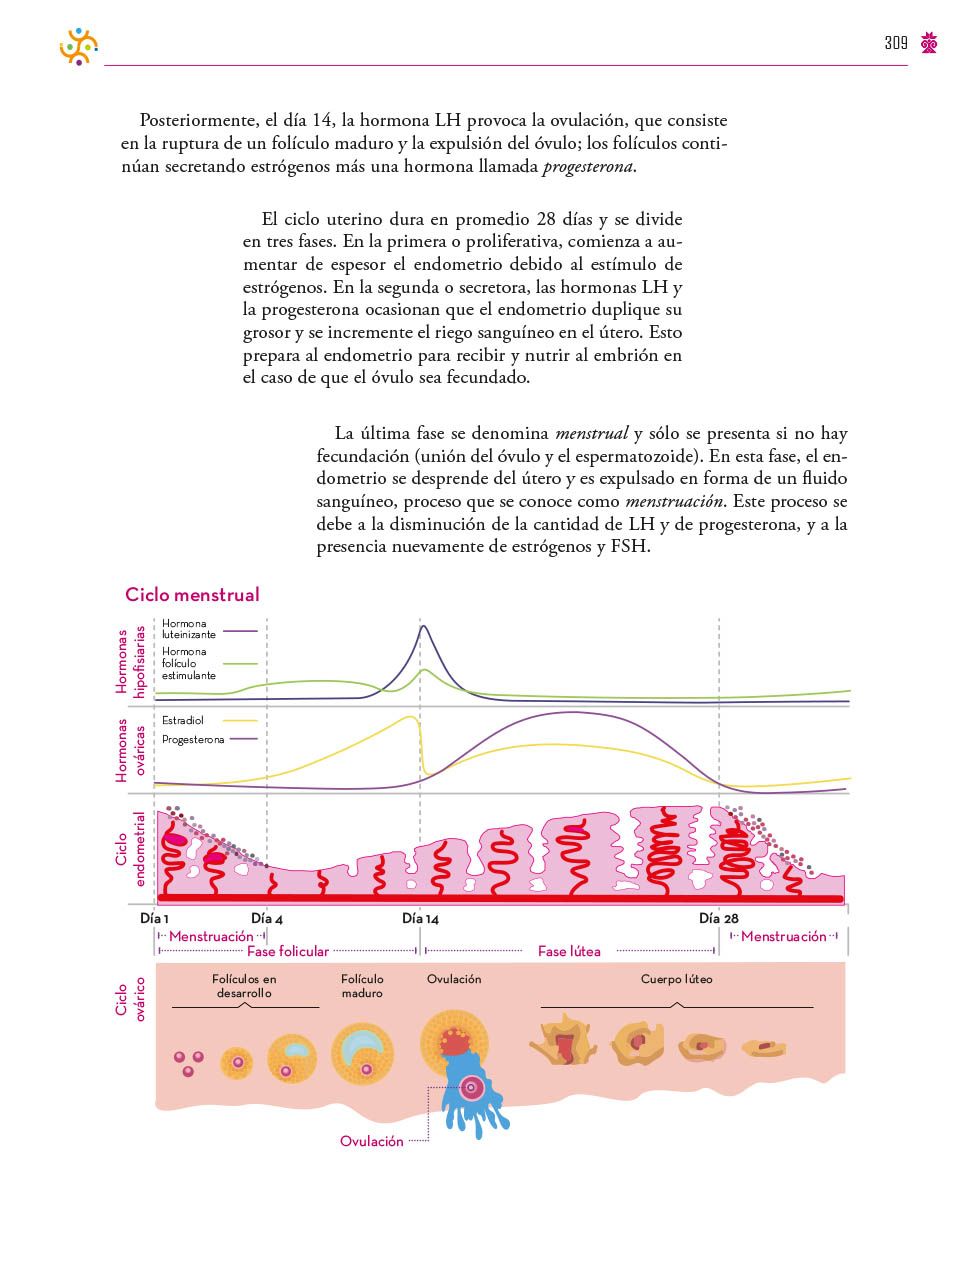 309
Posteriormente, el día 14, la hormona LH provoca la ovulación, que consiste
en la ruptura de un folículo maduro y la expulsión del óvulo; los folículos conti-
núan secretando estrógenos más una hormona llamada progesterona.
El ciclo uterino dura en promedio 28 días y se divide
en tres fases. En la primera o proliferativa, comienza a au-
mentar de espesor el endometrio debido al estímulo de
estrógenos. En la segunda o secretora, las hormonas LH y
la progesterona ocasionan que el endometrio duplique su
grosor y se incremente el riego sanguíneo en el útero. Esto
prepara al endometrio para recibir y nutrir al embrión en
el caso de que el óvulo sea fecundado.
La última fase se denomina menstrual y sólo se presenta si no hay
fecundación (unión del óvulo y el espermatozoide). En esta fase, el en-
dometrio se desprende del útero y es expulsado en forma de un fluido
sanguíneo, proceso que se conoce como menstruación. Este proceso se
debe a la disminución de la cantidad de LH y de progesterona, y a la
presencia nuevamente de estrógenos y FSH.
Ciclo menstrual
Hormonas
hipofisiarias
Hormona
luteinizante
Hormona
folículo
estimulante
Hormonas
ováricas
Estradiol
Progesterona
Ciclo
endometrial
Día 1
Día 4
Día 14
Día 28
Menstruación
Menstruación
Fase folicular
Fase lútea
Ciclo
ovárico
Folículos en
desarrollo
Folículo
maduro
Ovulación
Cuerpo lúteo
Ovulación